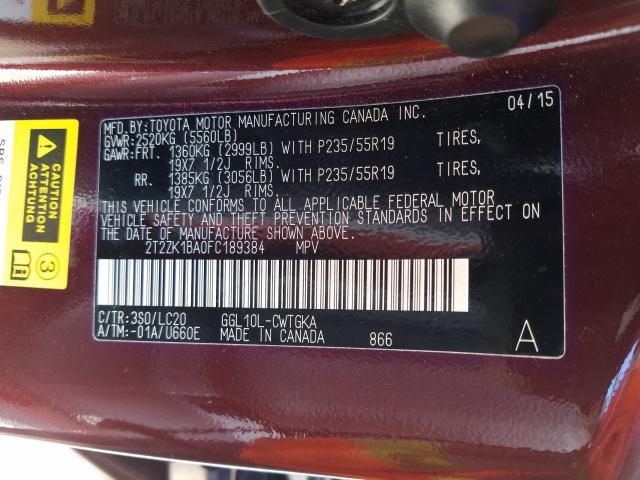 MFD.BY:TOYOTA MOTOR MANUFACTURING CANADA INC. 04/15
GVWR:2520KG (5560LB)
GAWR:FRT. 1360KG (2999LB) WITH P235/55R19 TIRES,
19X7 1/2J RIMS.
RR. 1385KG (3056LB) WITH P235/55R19 TIRES,
19X7 1/2J RIMS.
THIS VEHICLE CONFORMS TO ALL APPLICABLE FEDERAL MOTOR
VEHICLE SAFETY AND THEFT PREVENTION STANDARDS IN EFFECT ON
THE DATE OF MANUFACTURE SHOWN ABOVE.
2T2ZK1BA0FC189384 MPV
C/TR:3S0/LC20 GGL10L-CWTGKA
A/TM:-01A/U660E MADE IN CANADA 866 A
CAUTION
ATTENTION
ACHTUNG
3